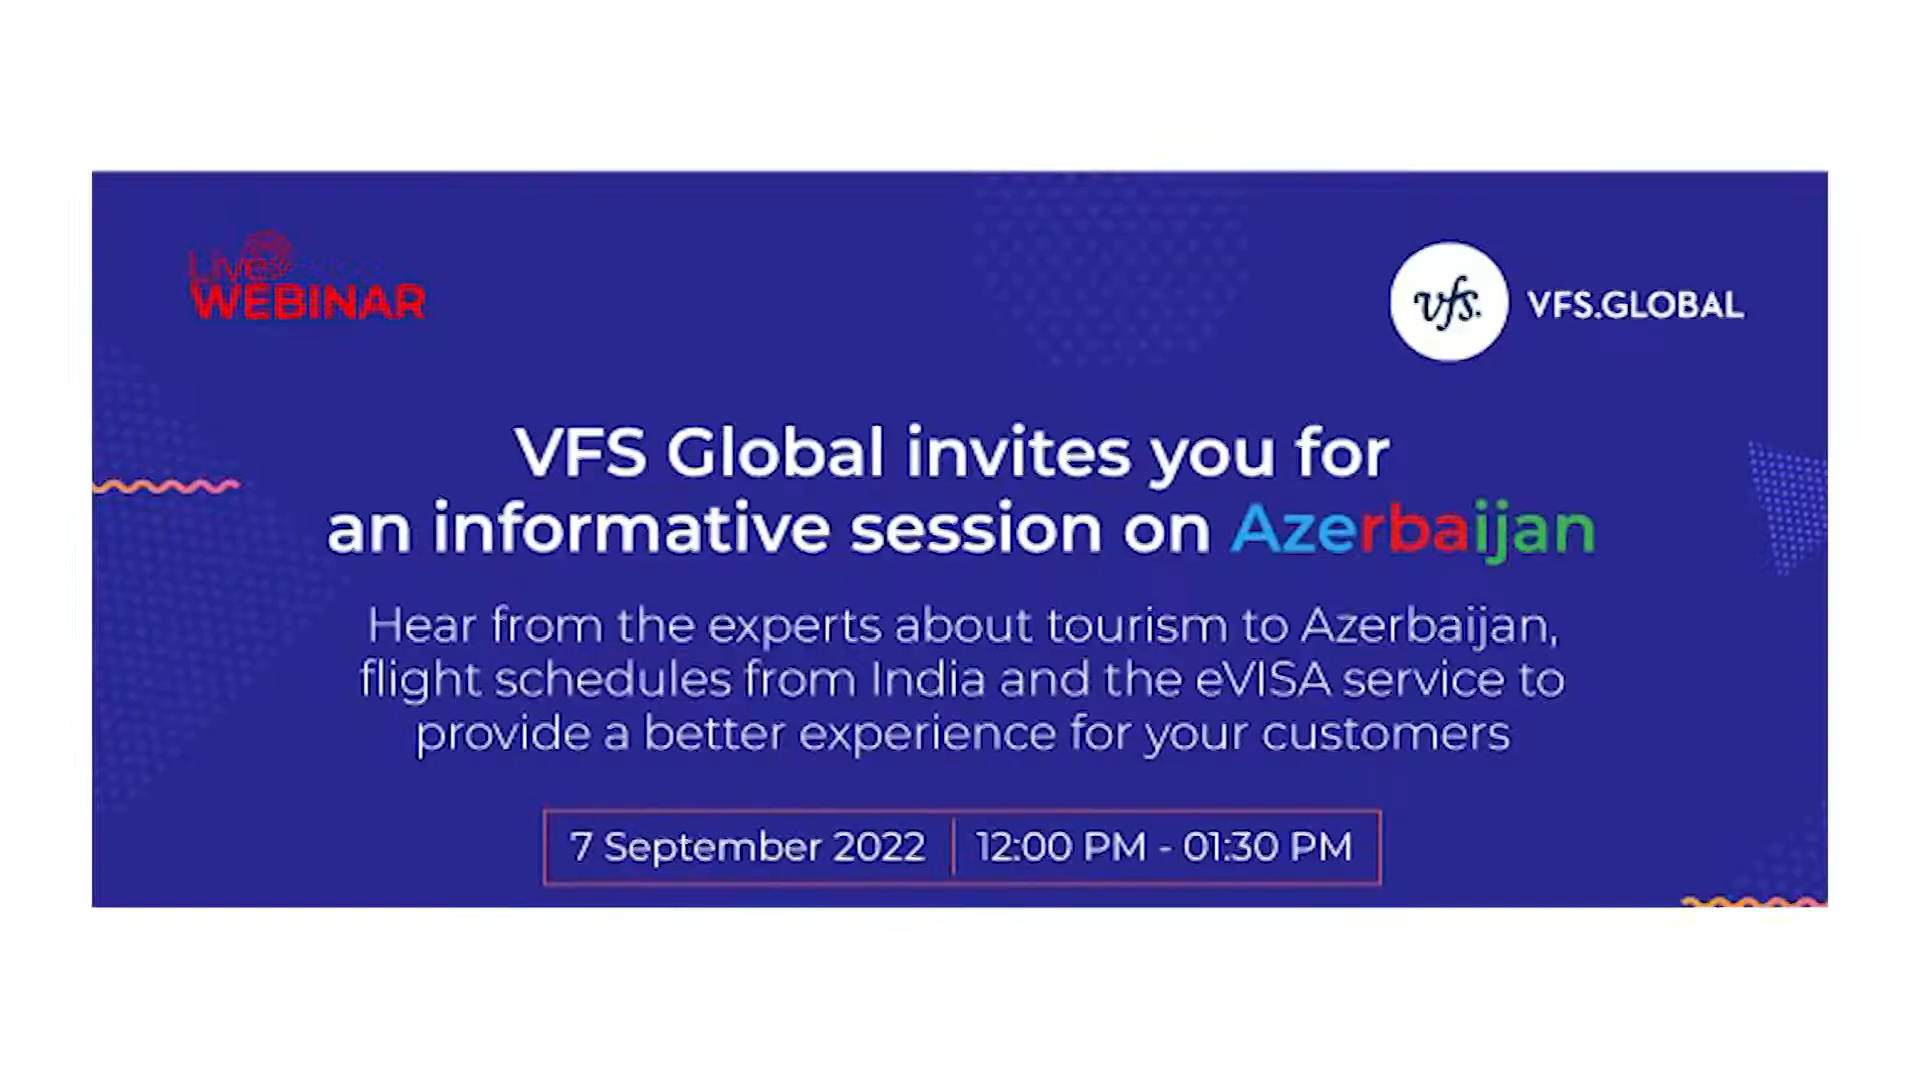 Live
WEBINAR
vfs.
VFS.GLOBAL
VFS Global invites you for
an informative session on Azerbaijan
Hear from the experts about tourism to Azerbaijan,
flight schedules from India and the eVISA service to
provide a better experience for your customers
7 September 2022
12:00 PM - 01:30 PM